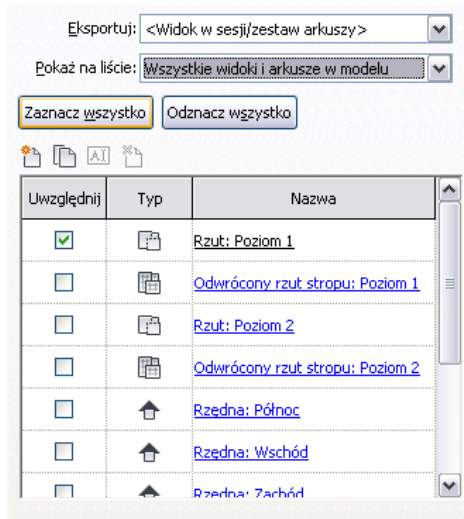 Eksportuj: <Widok w sesji/zestaw arkuszy>
Pokaż na liście: Wszystkie widoki i arkusze w modelu
Zaznacz wszystko Odznacz wszystko
AI
Uwzględnij Typ Nazwa
Rzut: Poziom 1
Odwrócony rzut stropu: Poziom 1
Rzut: Poziom 2
Odwrócony rzut stropu: Poziom 2
Rzędna: Północ
Rzędna: Wschód
Rzędna: Zachód